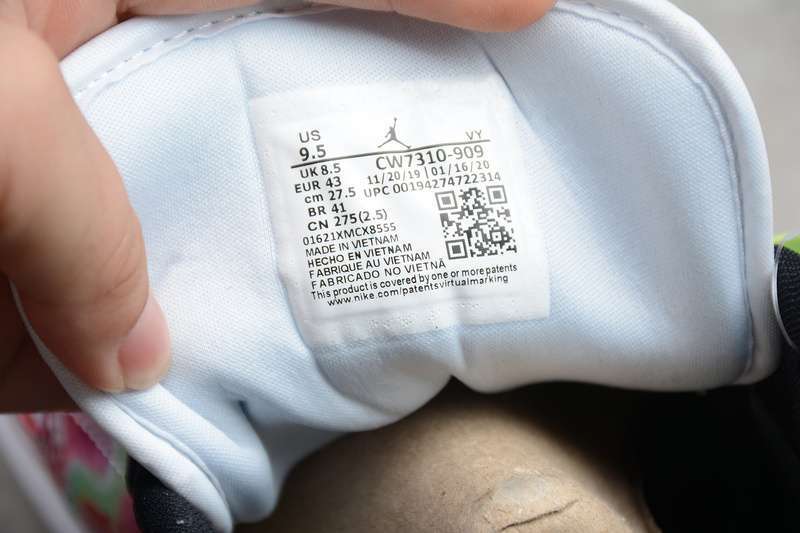 US VY
9.5 CW7310-909
UK 8.5 11/20/19 | 01/16/20
EUR 43 UPC 00194274722314
cm 27.5
BR 41
CN 275(2.5)
01621XMCX8555
MADE IN VIETNAM
HECHO EN VIETNAM
FABRIQUE AU VIETNAM
FABRICADO NO VIETNÃ
This product is covered by one or more patents
www.nike.com/patentsvirtualmarking